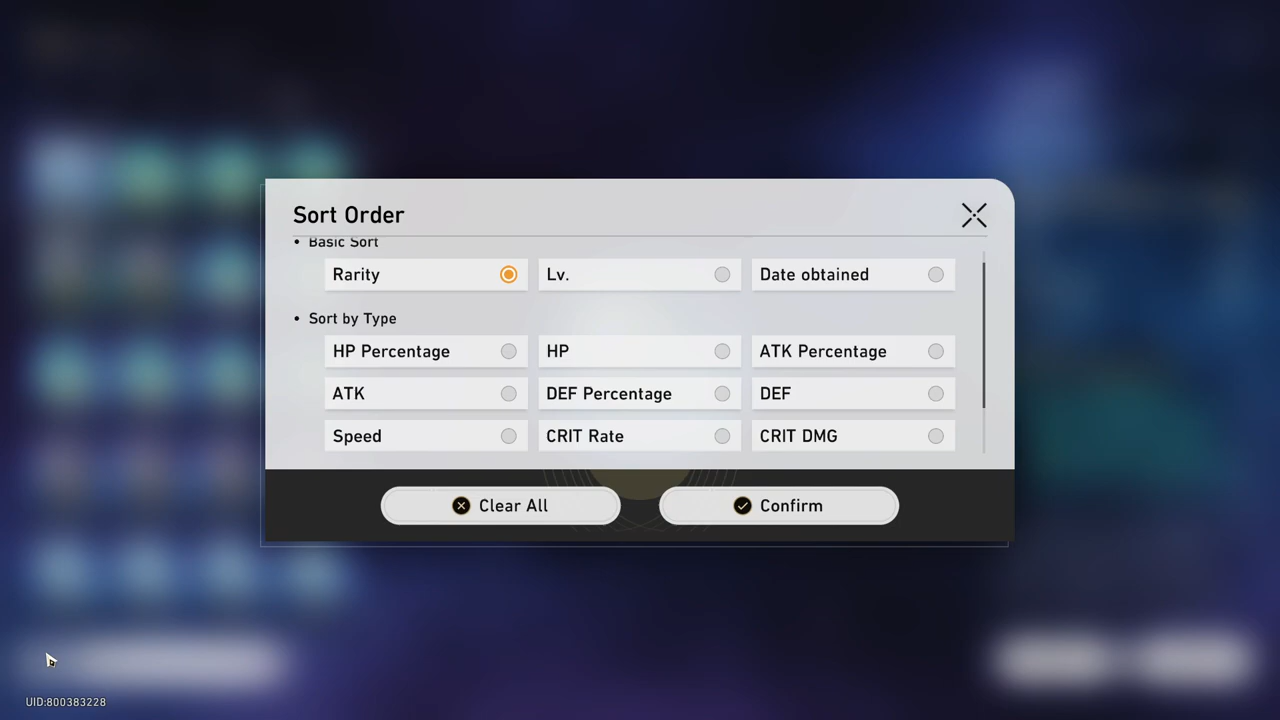 Sort Order
• Basic Sort
Rarity
Lv.
Date obtained
• Sort by Type
HP Percentage
HP
ATK Percentage
ATK
DEF Percentage
DEF
Speed
CRIT Rate
CRIT DMG
Clear All
Confirm
UID:800383228